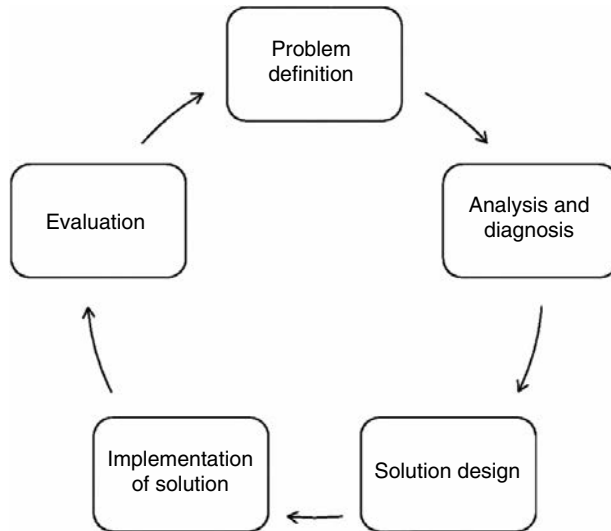 Problem
definition
Analysis and
diagnosis
Solution design
Implementation
of solution
Evaluation